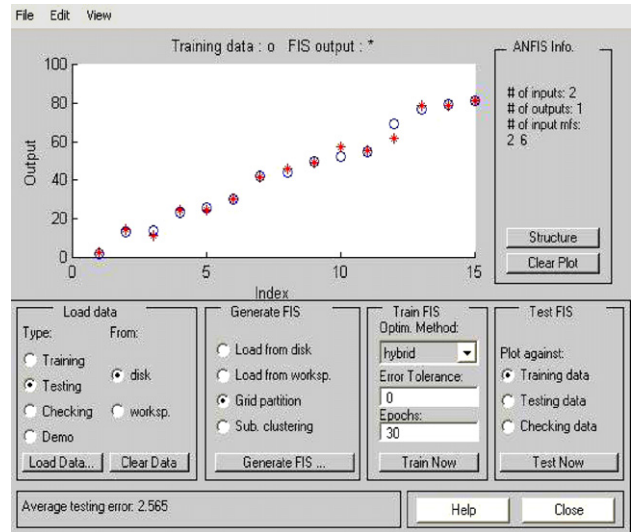 File Edit View
Training data : o FIS output : *
100
80
60
40
20
0
Output
0 5 10 15
Index
ANFIS Info.
# of inputs: 2
# of outputs: 1
# of input mfs:
2 6
Structure
Clear Plot
Load data
Type: From:
Training
Testing
Checking
Demo
disk
worksp.
Load Data... Clear Data
Generate FIS
Load from disk
Load from worksp.
Grid partition
Sub. clustering
Generate FIS ...
Train FIS
Optim. Method:
hybrid
Error Tolerance:
0
Epochs:
30
Train Now
Test FIS
Plot against:
Training data
Testing data
Checking data
Test Now
Average testing error: 2.565
Help Close